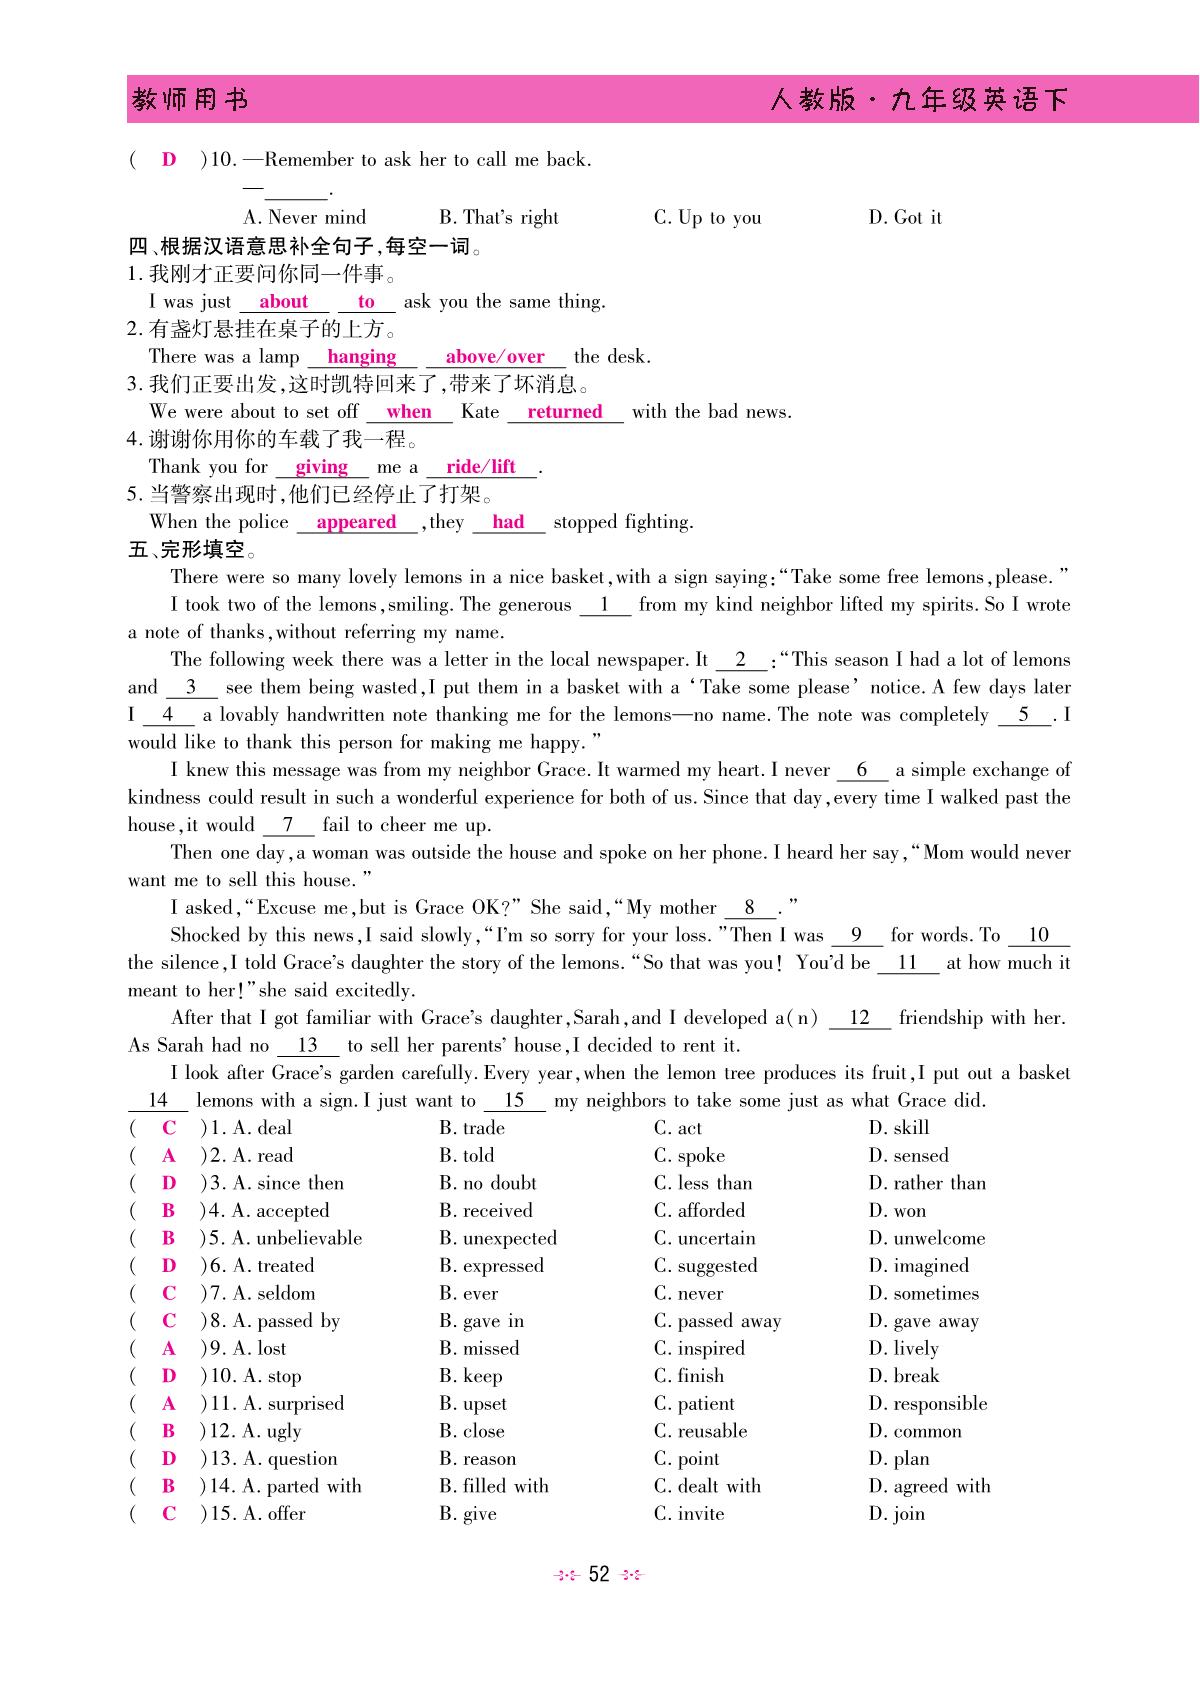 教师用书 人教版·九年级英语下
( D )10. —Remember to ask her to call me back.
—______.
A. Never mind B. That's right C. Up to you D. Got it
四、根据汉语意思补全句子,每空一词。
1. 我刚才正要问你同一件事。
I was just about to ask you the same thing.
2. 有盏灯悬挂在桌子的上方。
There was a lamp hanging above/over the desk.
3. 我们正要出发,这时凯特回来了,带来了坏消息。
We were about to set off when Kate returned with the bad news.
4. 谢谢你用你的车载了我一程。
Thank you for giving me a ride/lift .
5. 当警察出现时,他们已经停止了打架。
When the police appeared ,they had stopped fighting.
五、完形填空。
There were so many lovely lemons in a nice basket,with a sign saying:“Take some free lemons,please.”
I took two of the lemons,smiling. The generous 1 from my kind neighbor lifted my spirits. So I wrote
a note of thanks,without referring my name.
The following week there was a letter in the local newspaper. It 2 :“This season I had a lot of lemons
and 3 see them being wasted,I put them in a basket with a ‘Take some please’ notice. A few days later
I 4 a lovably handwritten note thanking me for the lemons—no name. The note was completely 5 . I
would like to thank this person for making me happy.”
I knew this message was from my neighbor Grace. It warmed my heart. I never 6 a simple exchange of
kindness could result in such a wonderful experience for both of us. Since that day,every time I walked past the
house,it would 7 fail to cheer me up.
Then one day,a woman was outside the house and spoke on her phone. I heard her say,“Mom would never
want me to sell this house.”
I asked,“Excuse me,but is Grace OK?” She said,“My mother 8 .”
Shocked by this news,I said slowly,“I'm so sorry for your loss.”Then I was 9 for words. To 10
the silence,I told Grace's daughter the story of the lemons. “So that was you! You'd be 11 at how much it
meant to her!”she said excitedly.
After that I got familiar with Grace's daughter,Sarah,and I developed a(n) 12 friendship with her.
As Sarah had no 13 to sell her parents' house,I decided to rent it.
I look after Grace's garden carefully. Every year,when the lemon tree produces its fruit,I put out a basket
14 lemons with a sign. I just want to 15 my neighbors to take some just as what Grace did.
( C )1. A. deal B. trade C. act D. skill
( A )2. A. read B. told C. spoke D. sensed
( D )3. A. since then B. no doubt C. less than D. rather than
( B )4. A. accepted B. received C. afforded D. won
( B )5. A. unbelievable B. unexpected C. uncertain D. unwelcome
( D )6. A. treated B. expressed C. suggested D. imagined
( C )7. A. seldom B. ever C. never D. sometimes
( C )8. A. passed by B. gave in C. passed away D. gave away
( A )9. A. lost B. missed C. inspired D. lively
( D )10. A. stop B. keep C. finish D. break
( A )11. A. surprised B. upset C. patient D. responsible
( B )12. A. ugly B. close C. reusable D. common
( D )13. A. question B. reason C. point D. plan
( B )14. A. parted with B. filled with C. dealt with D. agreed with
( C )15. A. offer B. give C. invite D. join
52